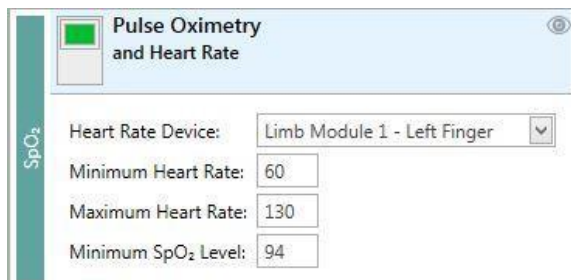 Pulse Oximetry
and Heart Rate
SpO₂
Heart Rate Device: Limb Module 1 - Left Finger
Minimum Heart Rate: 60
Maximum Heart Rate: 130
Minimum SpO₂ Level: 94